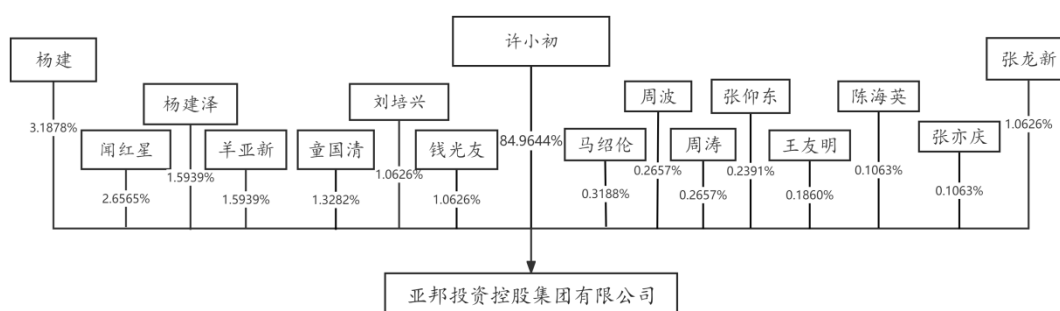 许小初
杨建
张龙新
杨建泽
刘培兴
周波
张仰东
陈海英
3.1878%
闻红星
羊亚新
童国清
钱光友
84.9644%
马绍伦
周涛
王友明
张亦庆
1.0626%
1.5939%
1.0626%
0.2657%
0.2391%
0.1063%
2.6565%
1.5939%
1.3282%
1.0626%
0.3188%
0.2657%
0.1860%
0.1063%
亚邦投资控股集团有限公司